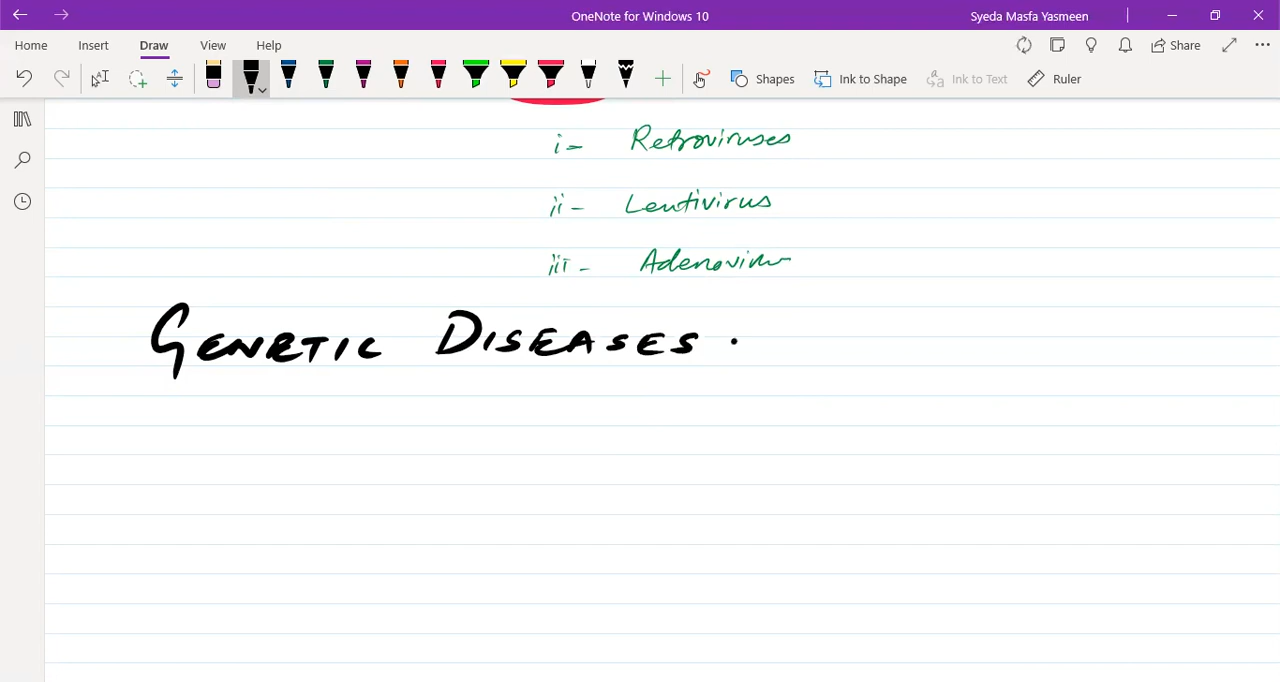 OneNote for Windows 10
Syeda Masfa Yasmeen
Home Insert Draw View Help
Share
Shapes Ink to Shape Ink to Text Ruler
i- Retroviruses
ii- Lentivirus
iii- Adenovirus
GENETIC DISEASES.